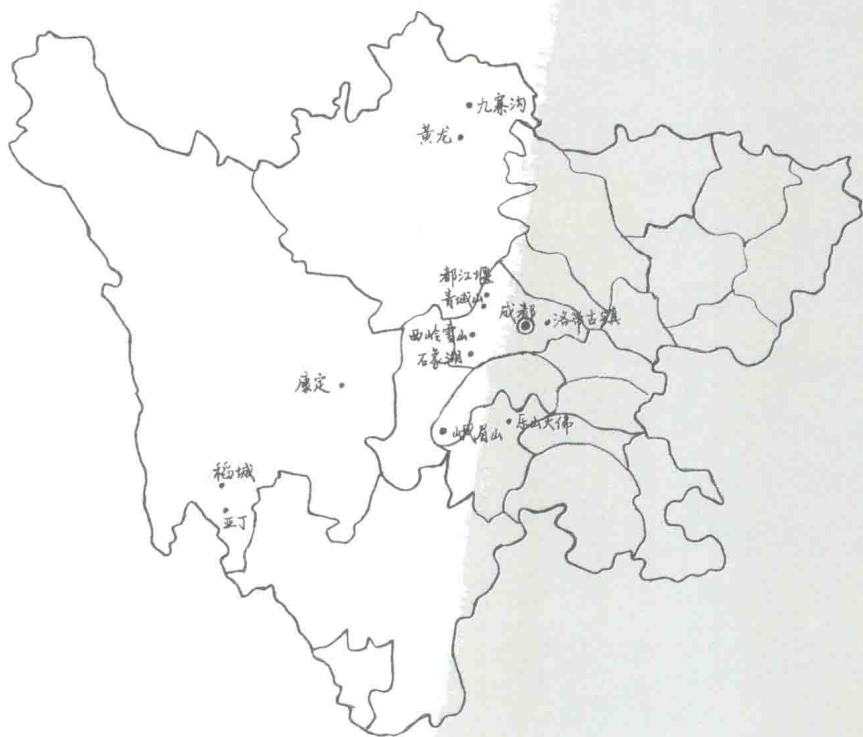 九寨沟
黄龙
都江堰
青城山
成都
洛带古镇
西岭雪山
石象湖
康定
峨眉山
乐山大佛
稻城
亚丁